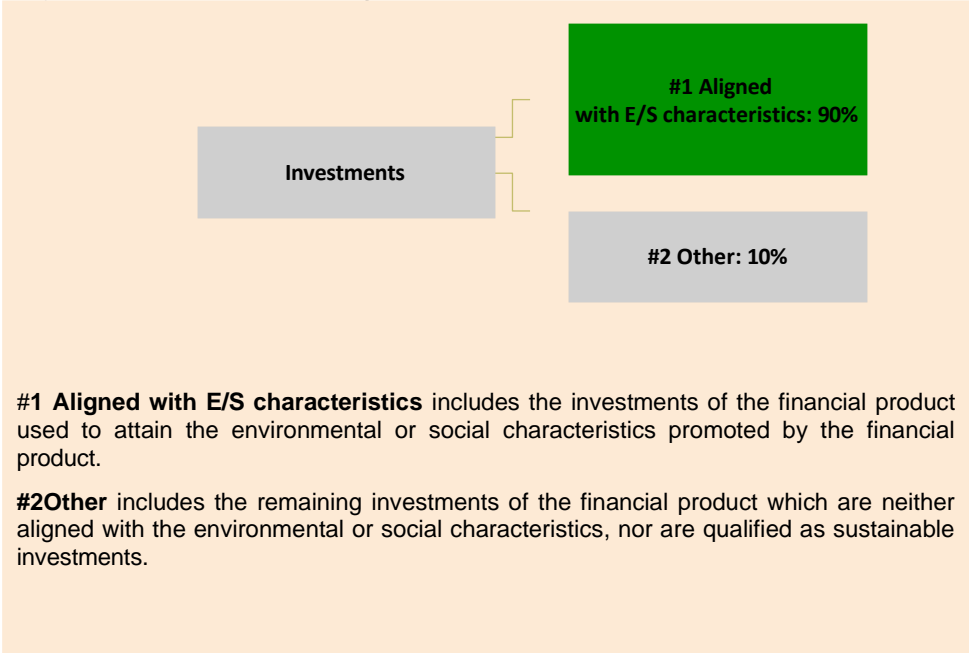 #1 Aligned
with E/S characteristics: 90%
Investments
#2 Other: 10%
#1 Aligned with E/S characteristics includes the investments of the financial product
used to attain the environmental or social characteristics promoted by the financial
product.
#2Other includes the remaining investments of the financial product which are neither
aligned with the environmental or social characteristics, nor are qualified as sustainable
investments.